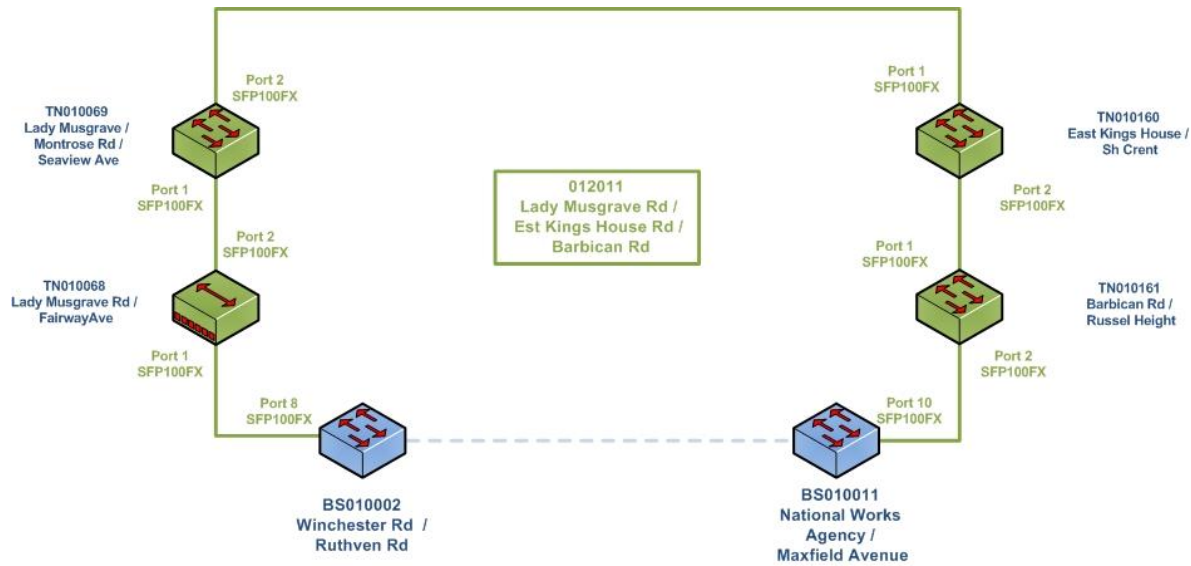 Port 2
SFP100FX
Port 1
SFP100FX
TN010069
Lady Musgrave /
Montrose Rd /
Seaview Ave
TN010160
East Kings House /
Sh Crent
012011
Lady Musgrave Rd /
Est Kings House Rd /
Barbican Rd
Port 1
SFP100FX
Port 2
SFP100FX
Port 2
SFP100FX
Port 1
SFP100FX
TN010068
Lady Musgrave Rd /
FairwayAve
TN010161
Barbican Rd /
Russel Height
Port 1
SFP100FX
Port 2
SFP100FX
Port 8
SFP100FX
Port 10
SFP100FX
BS010002
Winchester Rd /
Ruthven Rd
BS010011
National Works
Agency /
Maxfield Avenue